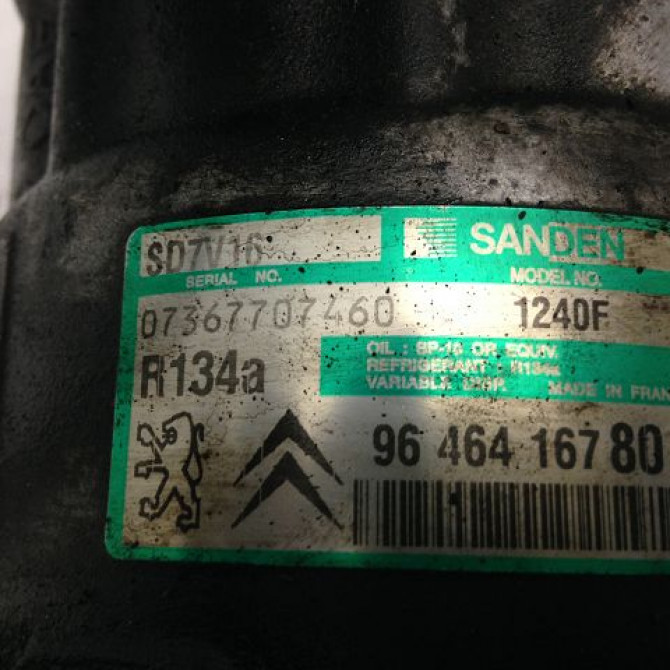 SD7V16
SANDEN
SERIAL NO.
MODEL NO.
07367707460
1240F
R134a
OIL : SP-10 OR EQUIV.
REFRIGERANT : R134a
VARIABLE DISP. MADE IN FRAN
96 464 167 80